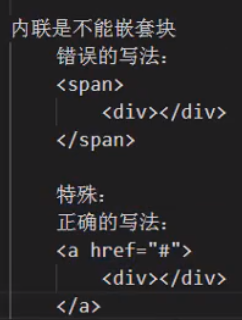 内联是不能嵌套块
错误的写法：
<span>
<div></div>
</span>
特殊：
正确的写法：
<a href="#">
<div></div>
</a>